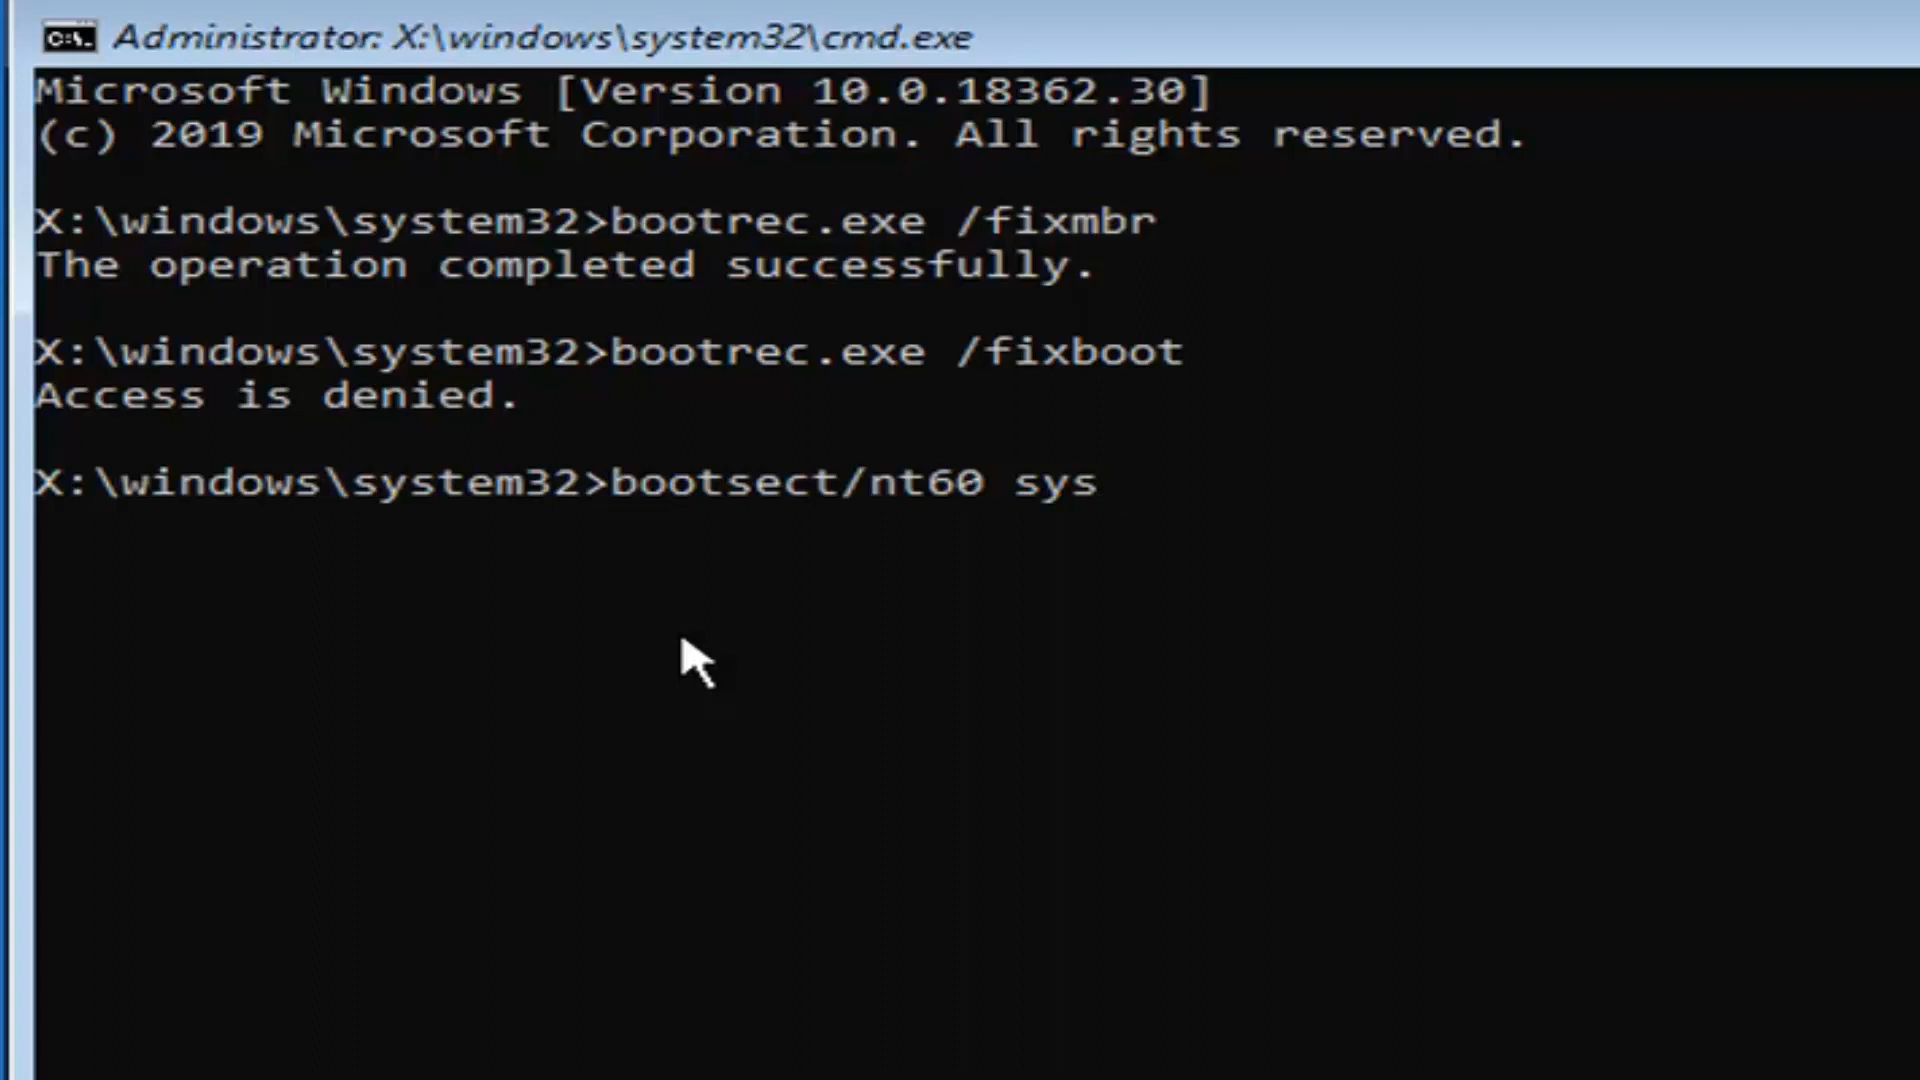 C:\.
Administrator: X:\windows\system32\cmd.exe
Microsoft Windows [Version 10.0.18362.30]
(c) 2019 Microsoft Corporation. All rights reserved.
X:\windows\system32>bootrec.exe /fixmbr
The operation completed successfully.
X:\windows\system32>bootrec.exe /fixboot
Access is denied.
X:\windows\system32>bootsect/nt60 sys